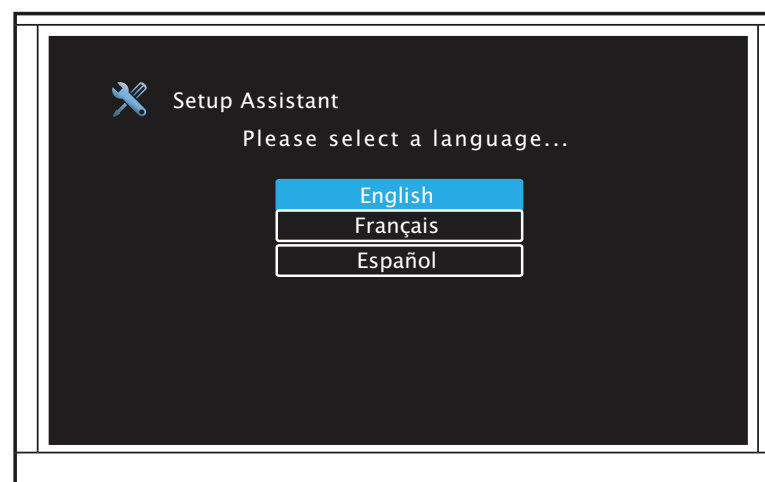 Setup Assistant
Please select a language...
English
Français
Español